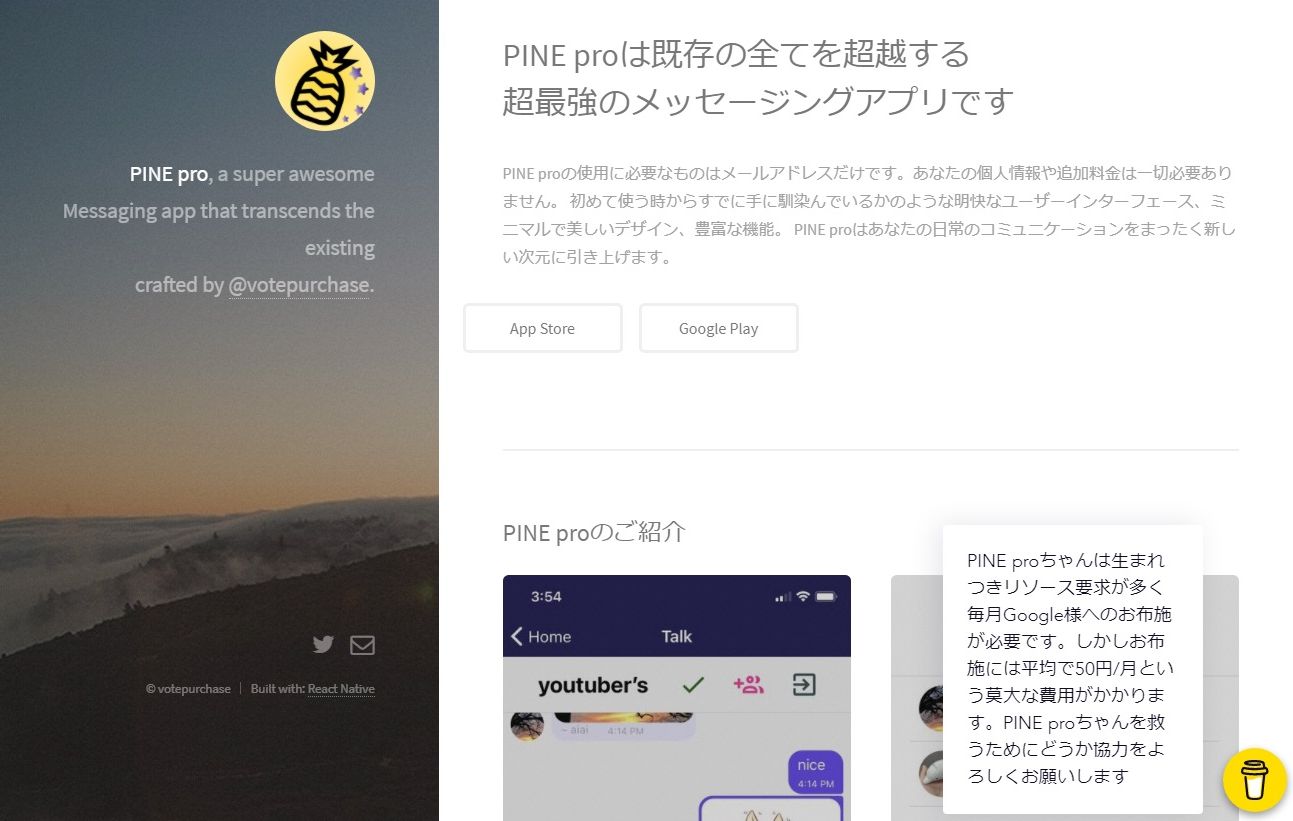 PINE pro, a super awesome
Messaging app that transcends the
existing
crafted by @votepurchase.
© votepurchase
Built with: React Native
PINE proは既存の全てを超越する
超最強のメッセージングアプリです
PINE proの使用に必要なものはメールアドレスだけです。あなたの個人情報や追加料金は一切必要あり
ません。 初めて使う時からすでに手に馴染んでいるかのような明快なユーザーインターフェース、ミ
ニマルで美しいデザイン、豊富な機能。 PINE proはあなたの日常のコミュニケーションをまったく新し
い次元に引き上げます。
App Store
Google Play
PINE proのご紹介
3:54
Home
Talk
youtuber's
~ aiai 4:14 PM
nice
4:14 PM
PINE proちゃんは生まれ
つきリソース要求が多く
毎月Google様へのお布施
が必要です。しかしお布
施には平均で50円/月とい
う莫大な費用がかかりま
す。PINE proちゃんを救
うためにどうか協力をよ
ろしくお願いします